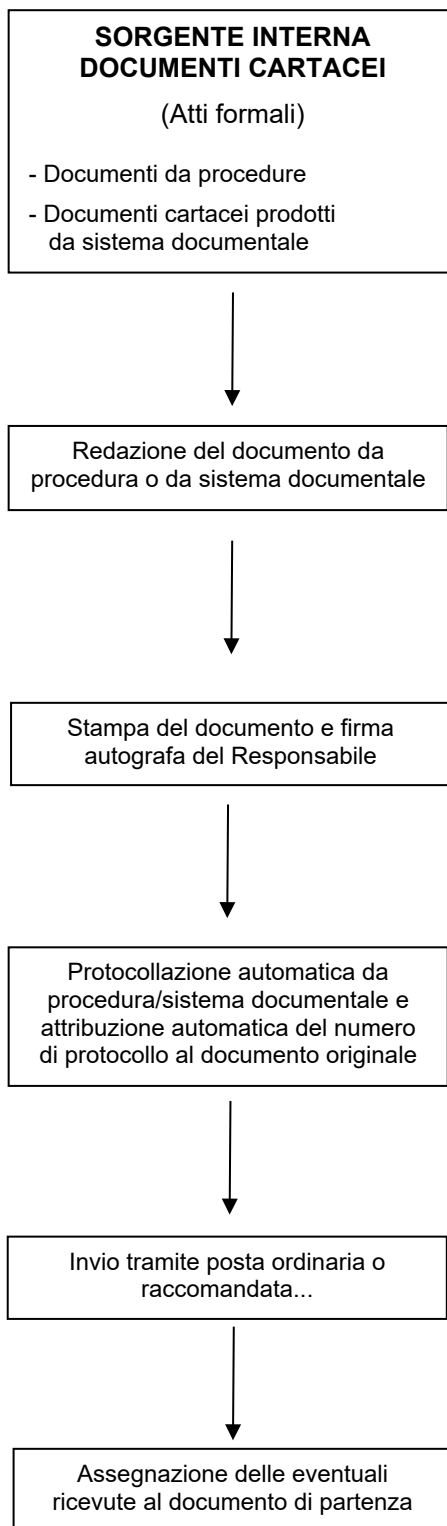 SORGENTE INTERNA
DOCUMENTI CARTACEI
(Atti formali)
- Documenti da procedure
- Documenti cartacei prodotti
da sistema documentale
Redazione del documento da
procedura o da sistema documentale
Stampa del documento e firma
autografa del Responsabile
Protocollazione automatica da
procedura/sistema documentale e
attribuzione automatica del numero
di protocollo al documento originale
Invio tramite posta ordinaria o
raccomandata...
Assegnazione delle eventuali
ricevute al documento di partenza